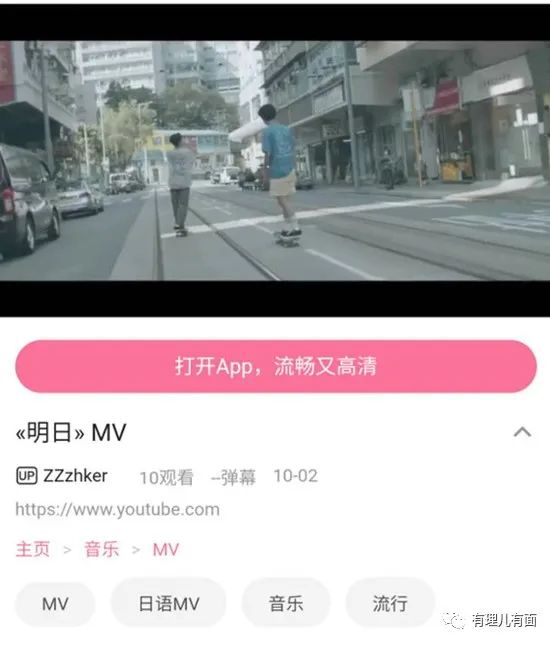 打开App，流畅又高清
«明日» MV
UP ZZzhker 10观看 --弹幕 10-02
https://www.youtube.com
主页 > 音乐 > MV
MV 日语MV 音乐 流行
有理儿有面